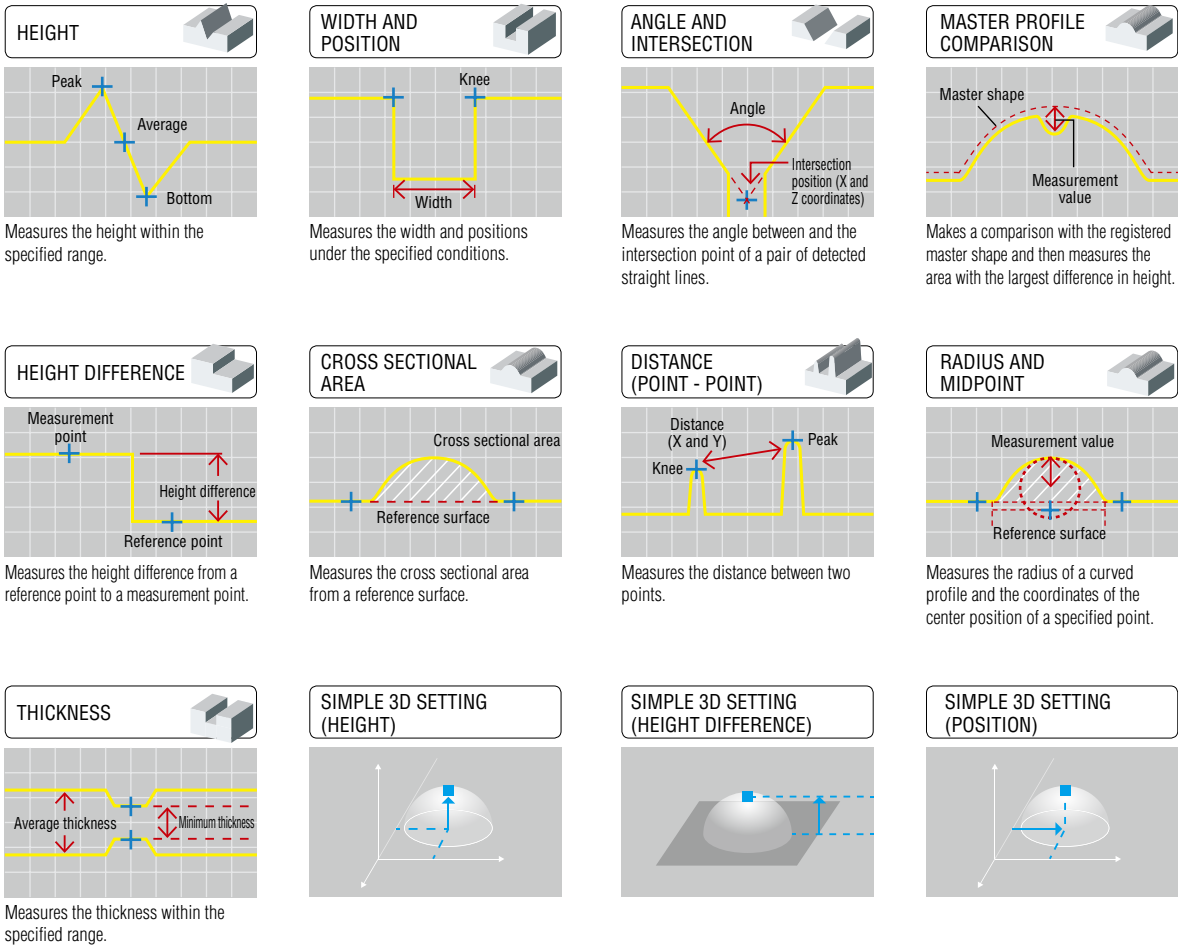 HEIGHT
Peak
Average
Bottom
Measures the height within the
specified range.
WIDTH AND
POSITION
Knee
Width
Measures the width and positions
under the specified conditions.
ANGLE AND
INTERSECTION
Angle
Intersection
position (X and
Z coordinates)
Measures the angle between and the
intersection point of a pair of detected
straight lines.
MASTER PROFILE
COMPARISON
Master shape
Measurement
value
Makes a comparison with the registered
master shape and then measures the
area with the largest difference in height.
HEIGHT DIFFERENCE
Measurement
point
Height difference
Reference point
Measures the height difference from a
reference point to a measurement point.
CROSS SECTIONAL
AREA
Cross sectional area
Reference surface
Measures the cross sectional area
from a reference surface.
DISTANCE
(POINT - POINT)
Distance
(X and Y)
Peak
Knee
Measures the distance between two
points.
RADIUS AND
MIDPOINT
Measurement value
Reference surface
Measures the radius of a curved
profile and the coordinates of the
center position of a specified point.
THICKNESS
Average thickness
Minimum thickness
Measures the thickness within the
specified range.
SIMPLE 3D SETTING
(HEIGHT)
SIMPLE 3D SETTING
(HEIGHT DIFFERENCE)
SIMPLE 3D SETTING
(POSITION)